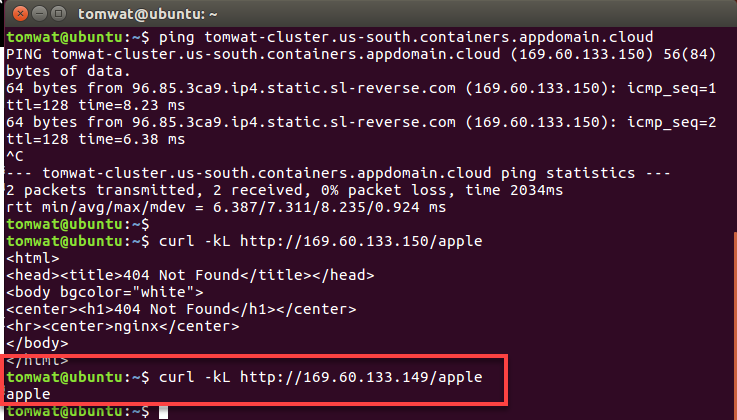 tomwat@ubuntu: ~
tomwat@ubuntu:~$ ping tomwat-cluster.us-south.containers.appdomain.cloud
PING tomwat-cluster.us-south.containers.appdomain.cloud (169.60.133.150) 56(84)
bytes of data.
64 bytes from 96.85.3ca9.ip4.static.sl-reverse.com (169.60.133.150): icmp_seq=1
ttl=128 time=8.23 ms
64 bytes from 96.85.3ca9.ip4.static.sl-reverse.com (169.60.133.150): icmp_seq=2
ttl=128 time=6.38 ms
^C
--- tomwat-cluster.us-south.containers.appdomain.cloud ping statistics ---
2 packets transmitted, 2 received, 0% packet loss, time 2034ms
rtt min/avg/max/mdev = 6.387/7.311/8.235/0.924 ms
tomwat@ubuntu:~$
tomwat@ubuntu:~$ curl -kL http://169.60.133.150/apple
<html>
<head><title>404 Not Found</title></head>
<body bgcolor="white">
<center><h1>404 Not Found</h1></center>
<hr><center>nginx</center>
</body>
</html>
tomwat@ubuntu:~$ curl -kL http://169.60.133.149/apple
apple
tomwat@ubuntu:~$